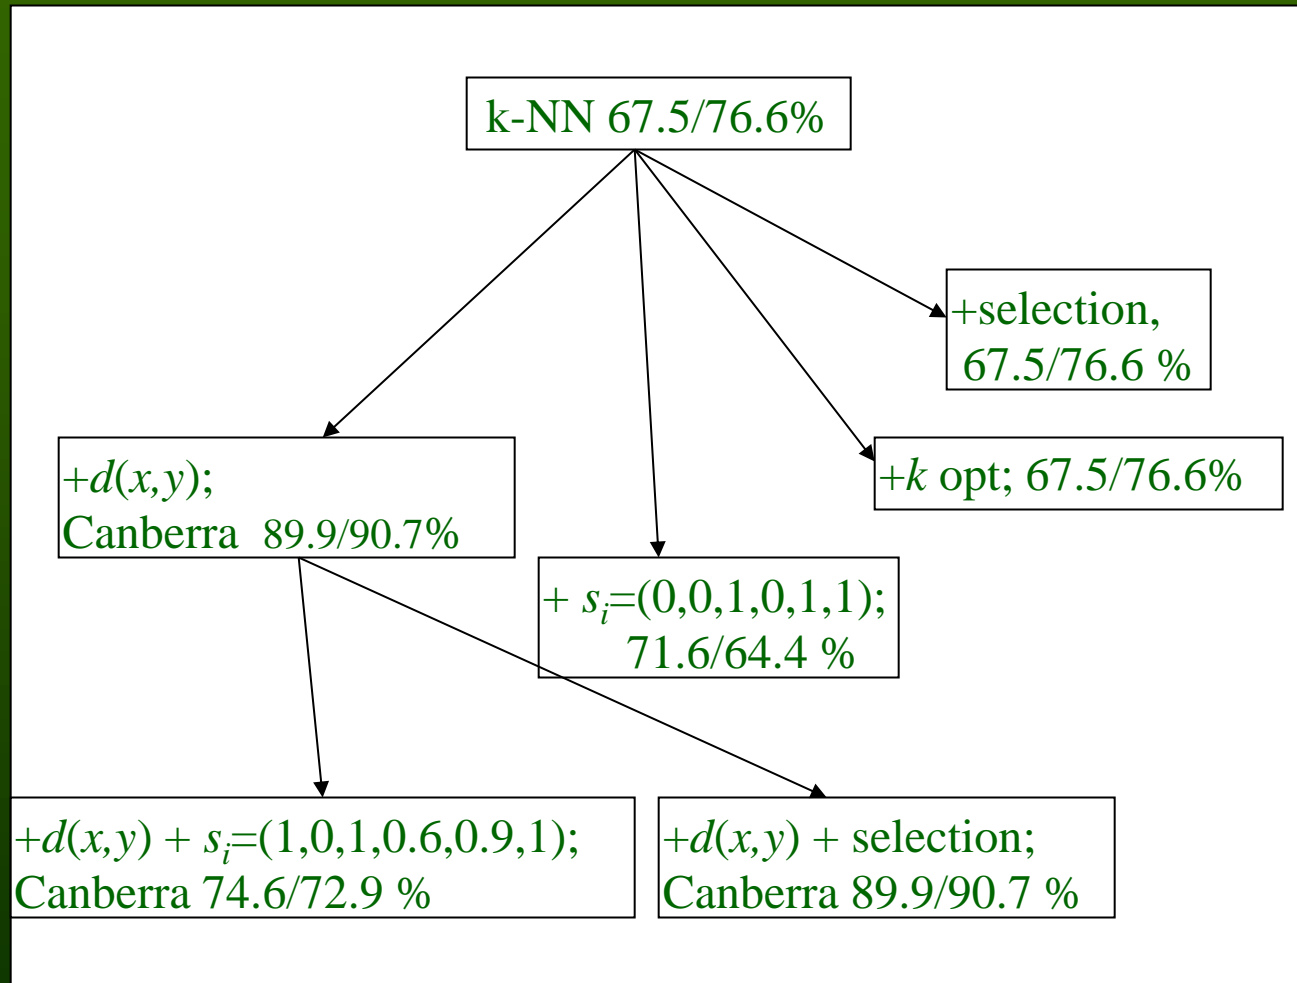 k-NN 67.5/76.6%
+selection,
67.5/76.6 %
+d(x,y);
Canberra 89.9/90.7%
+k opt; 67.5/76.6%
+ si=(0,0,1,0,1,1);
71.6/64.4 %
+d(x,y) + si=(1,0,1,0.6,0.9,1);
Canberra 74.6/72.9 %
+d(x,y) + selection;
Canberra 89.9/90.7 %